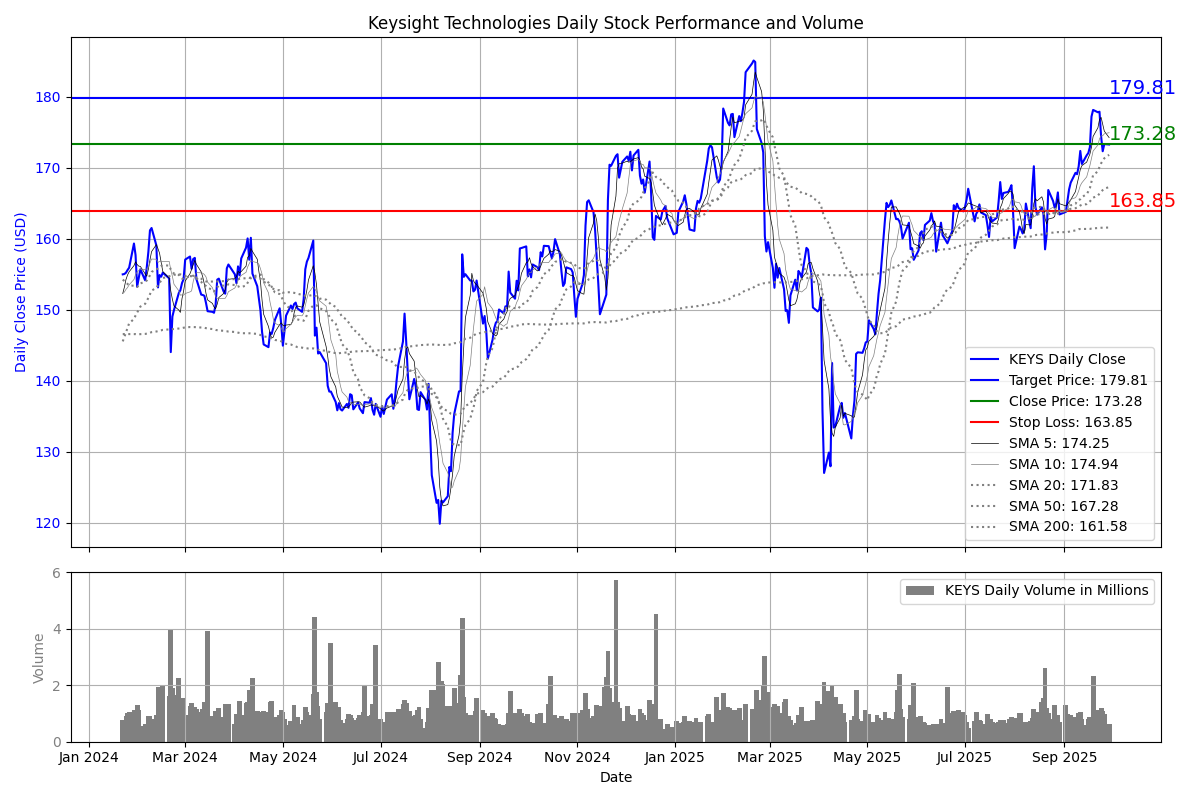 Keysight Technologies Daily Stock Performance and Volume
Daily Close Price (USD)
180
170
160
150
140
130
120
179.81
173.28
163.85
KEYS Daily Close
Target Price: 179.81
Close Price: 173.28
Stop Loss: 163.85
SMA 5: 174.25
SMA 10: 174.94
SMA 20: 171.83
SMA 50: 167.28
SMA 200: 161.58
Volume
6
4
2
0
KEYS Daily Volume in Millions
Jan 2024 Mar 2024 May 2024 Jul 2024 Sep 2024 Nov 2024 Jan 2025 Mar 2025 May 2025 Jul 2025 Sep 2025
Date